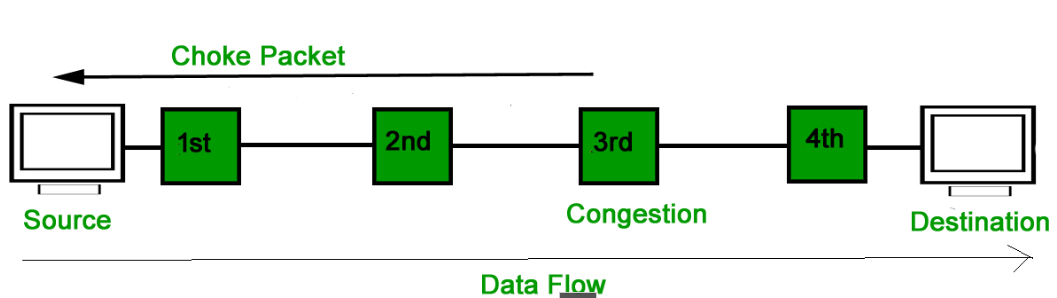 Choke Packet
1st
2nd
3rd
4th
Source
Congestion
Destination
Data Flow